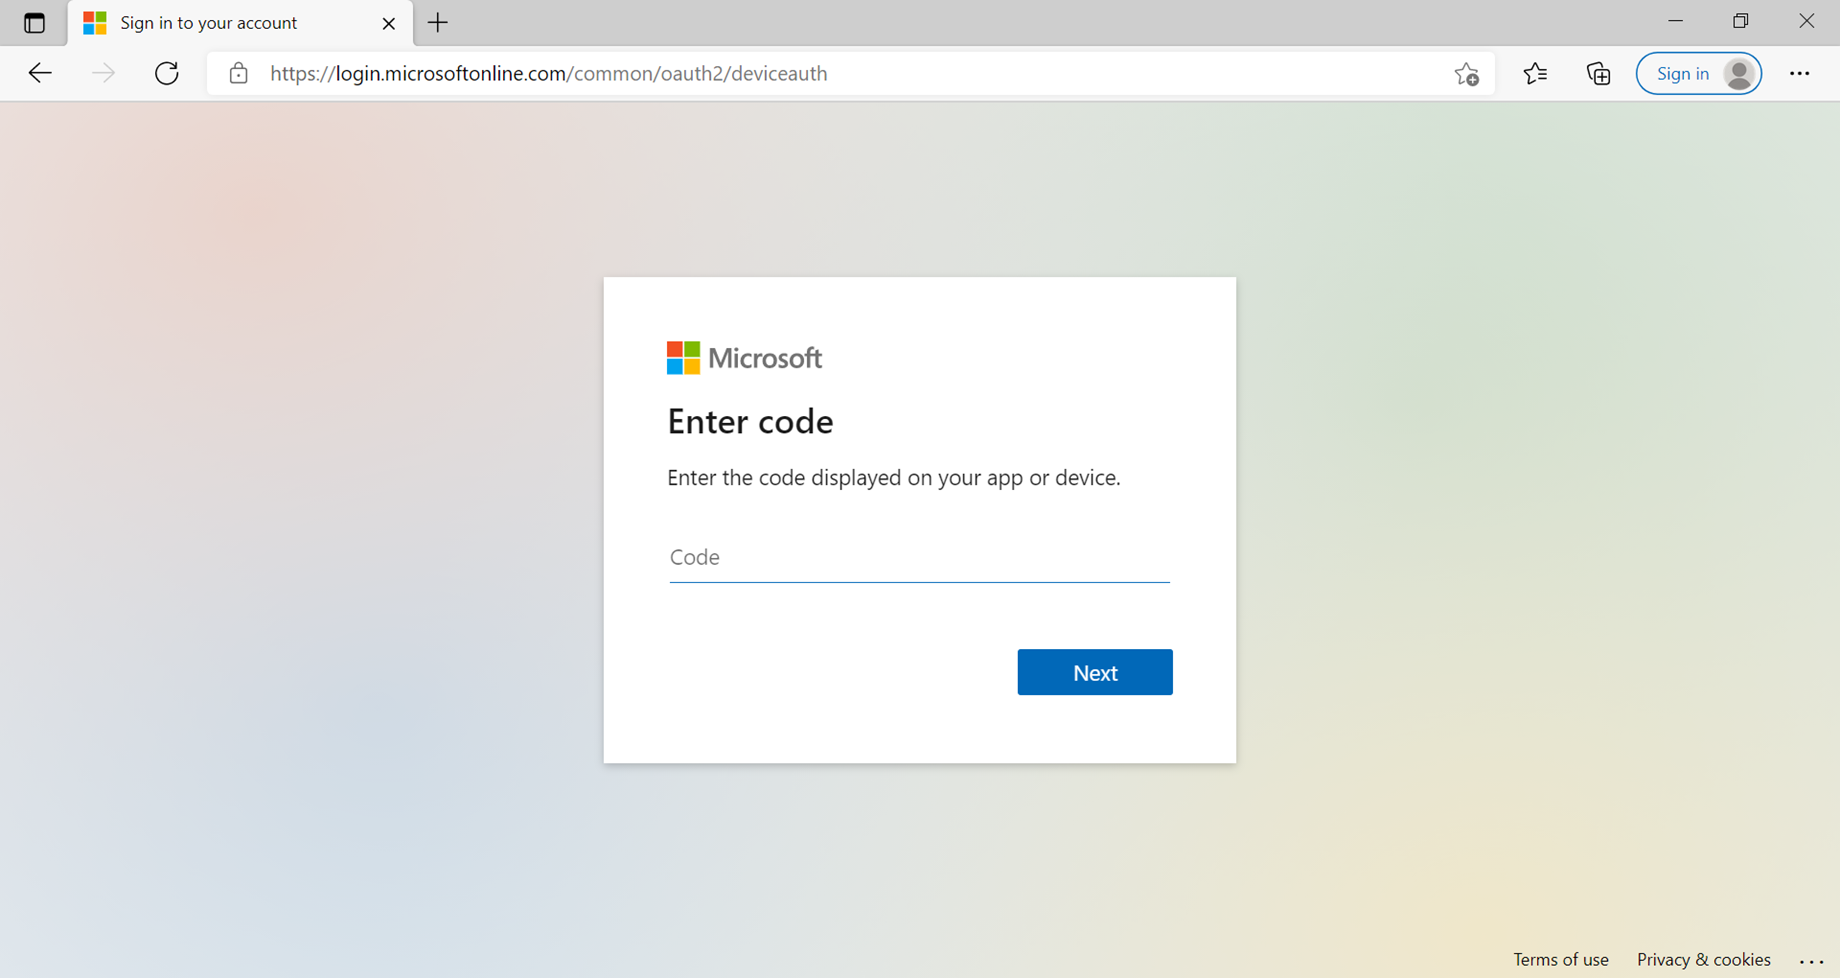 Sign in to your account
https://login.microsoftonline.com/common/oauth2/deviceauth
Sign in
Microsoft
Enter code
Enter the code displayed on your app or device.
Code
Next
Terms of use
Privacy & cookies